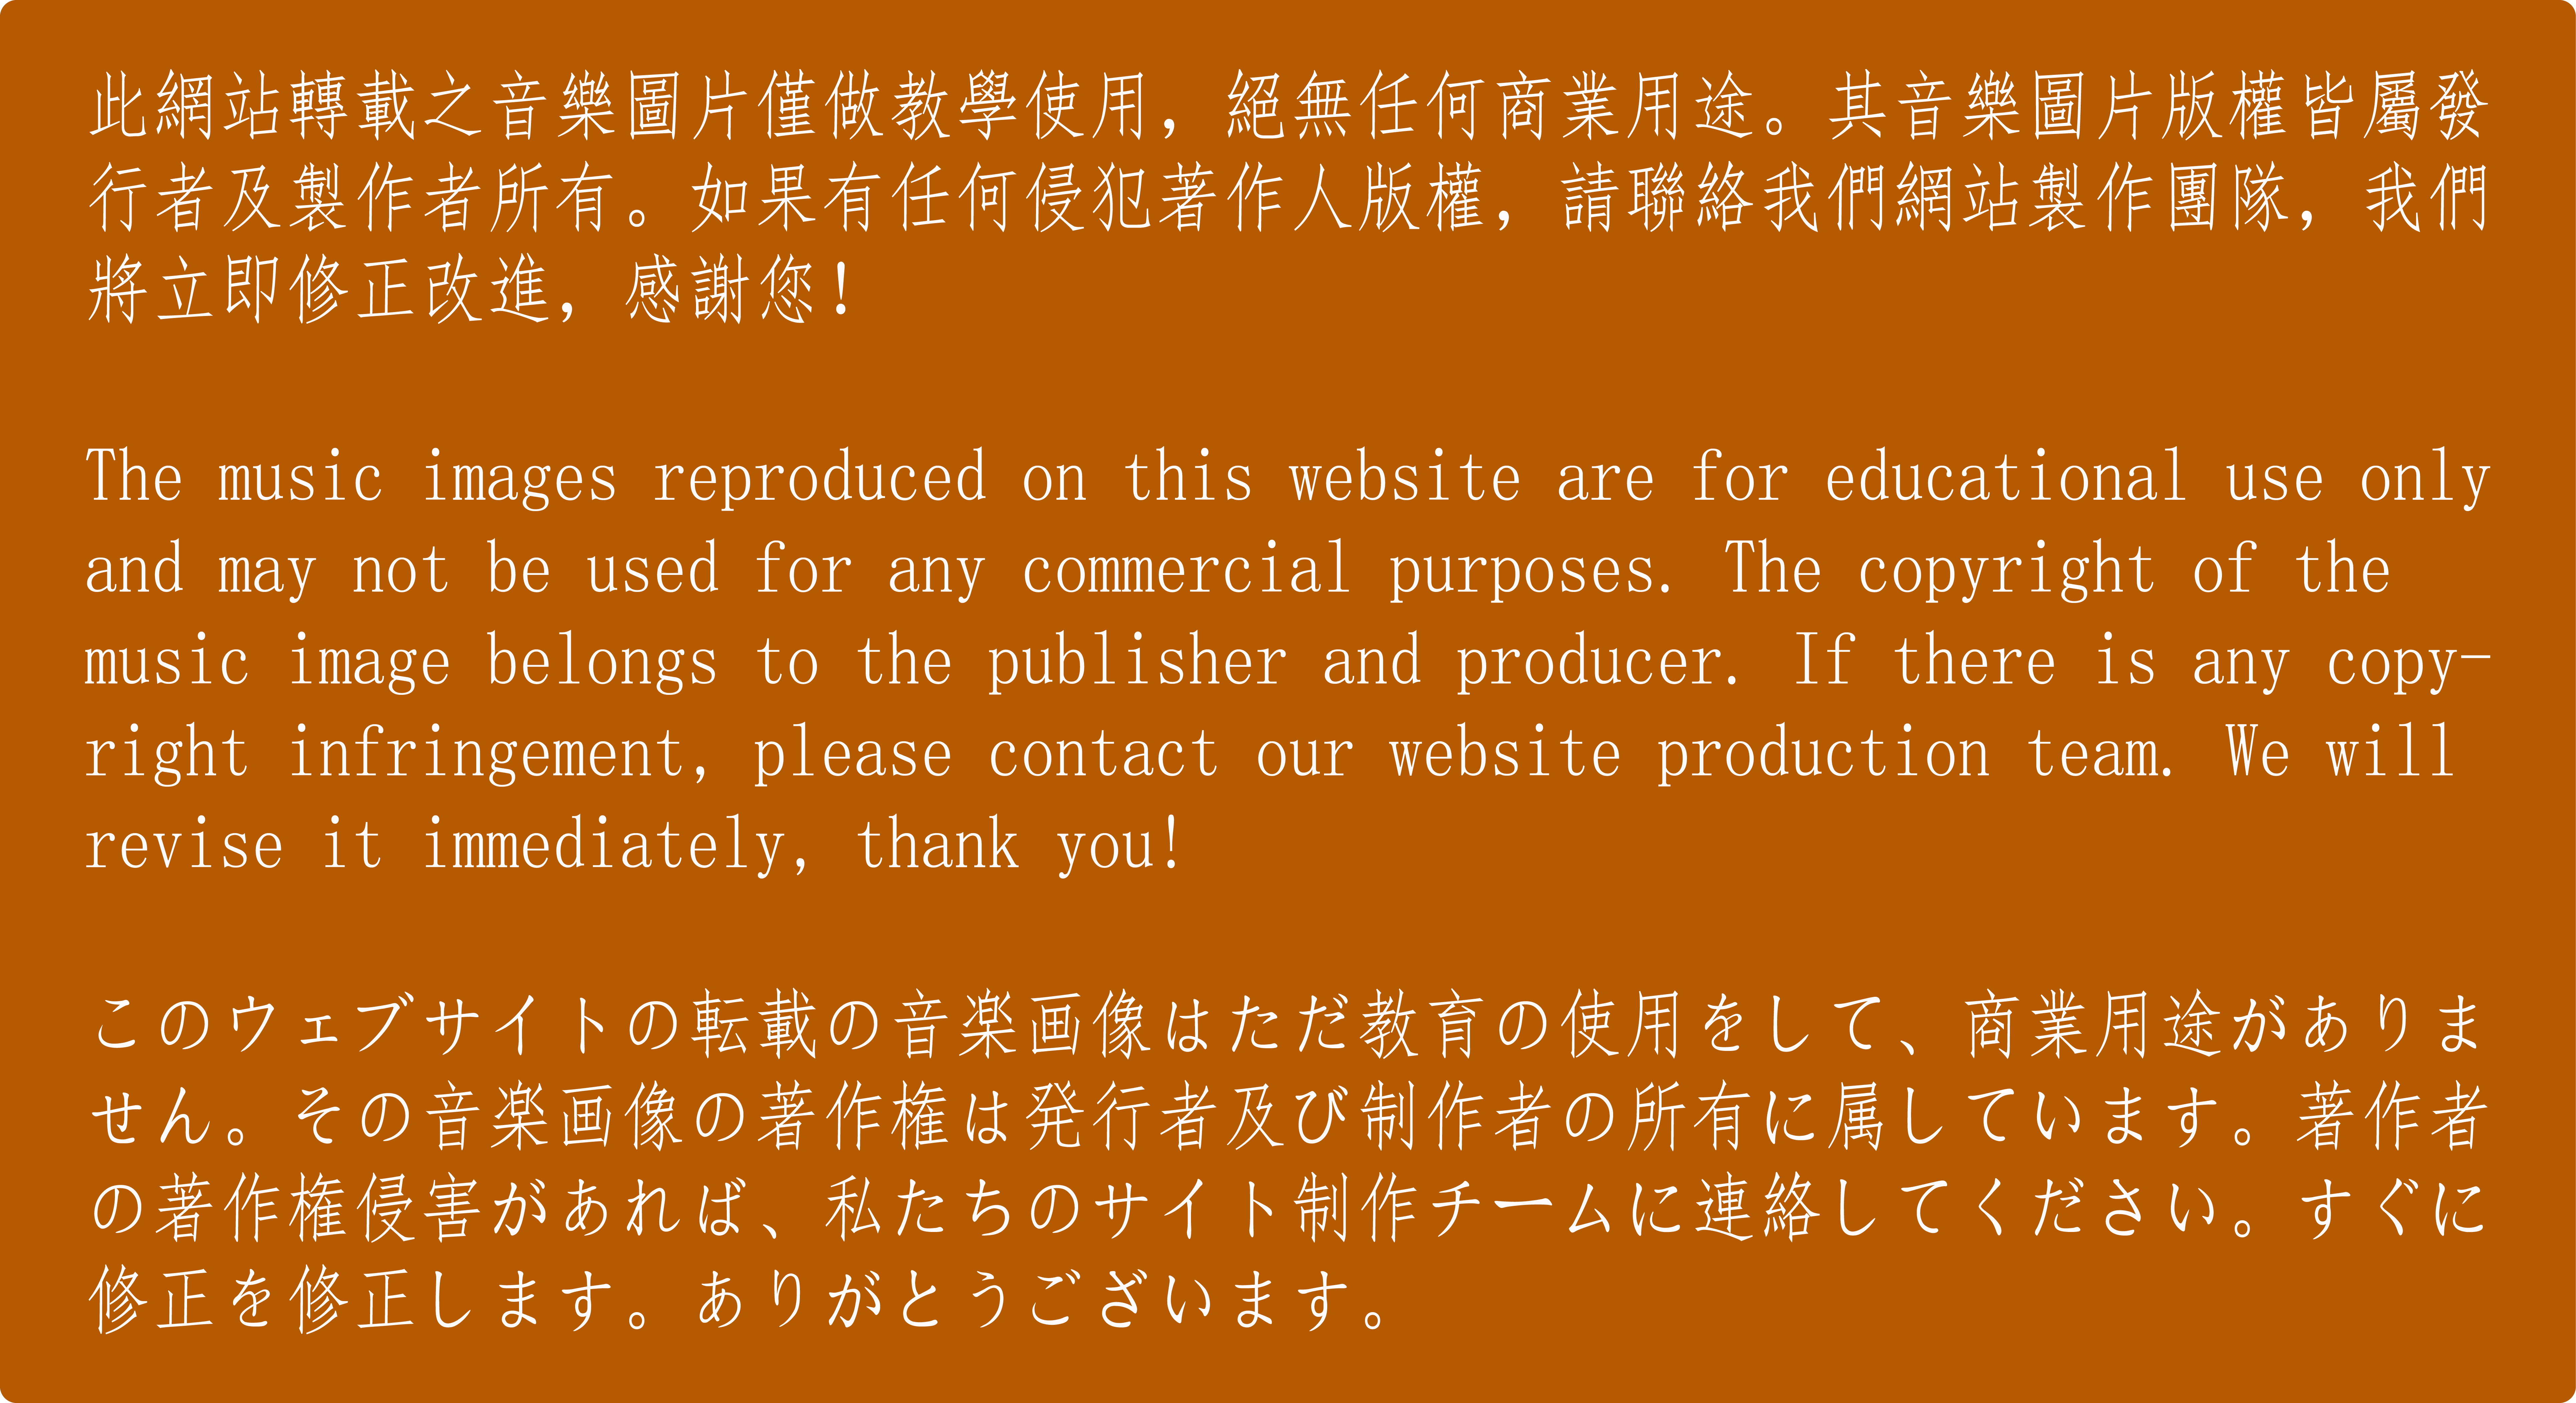 此網站轉載之音樂圖片僅做教學使用，絕無任何商業用途。其音樂圖片版權皆屬發
行者及製作者所有。如果有任何侵犯著作人版權，請聯絡我們網站製作團隊，我們
將立即修正改進，感謝您！
The music images reproduced on this website are for educational use only
and may not be used for any commercial purposes. The copyright of the
music image belongs to the publisher and producer. If there is any copy-
right infringement, please contact our website production team. We will
revise it immediately, thank you!
このウェブサイトの転載の音楽画像はただ教育の使用をして、商業用途がありま
せん。その音楽画像の著作権は発行者及び制作者の所有に属しています。著作者
の著作権侵害があれば、私たちのサイト制作チームに連絡してください。すぐに
修正を修正します。ありがとうございます。